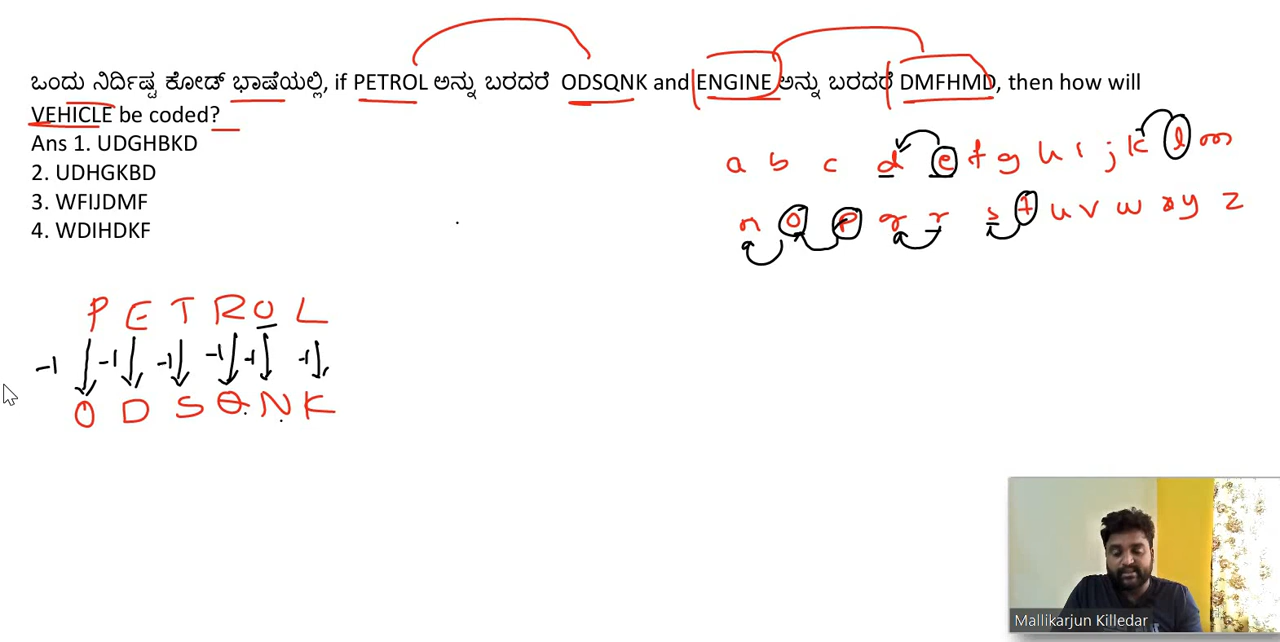 ಒಂದು ನಿರ್ದಿಷ್ಟ ಕೋಡ್ ಭಾಷೆಯಲ್ಲಿ, if PETROL ಅನ್ನು ಬರದರೆ ODSQNK and ENGINE ಅನ್ನು ಬರದರೆ DMFHMD, then how will
VEHICLE be coded?
Ans 1. UDGHBKD
2. UDHGKBD
3. WFIJDMF
4. WDIHDKF
a b c d e f g h i j k l m
n o p q r s t u v w x y z
P E T R O L
-1 -1 -1 -1 -1 -1
O D S Q N K
Mallikarjun Killedar